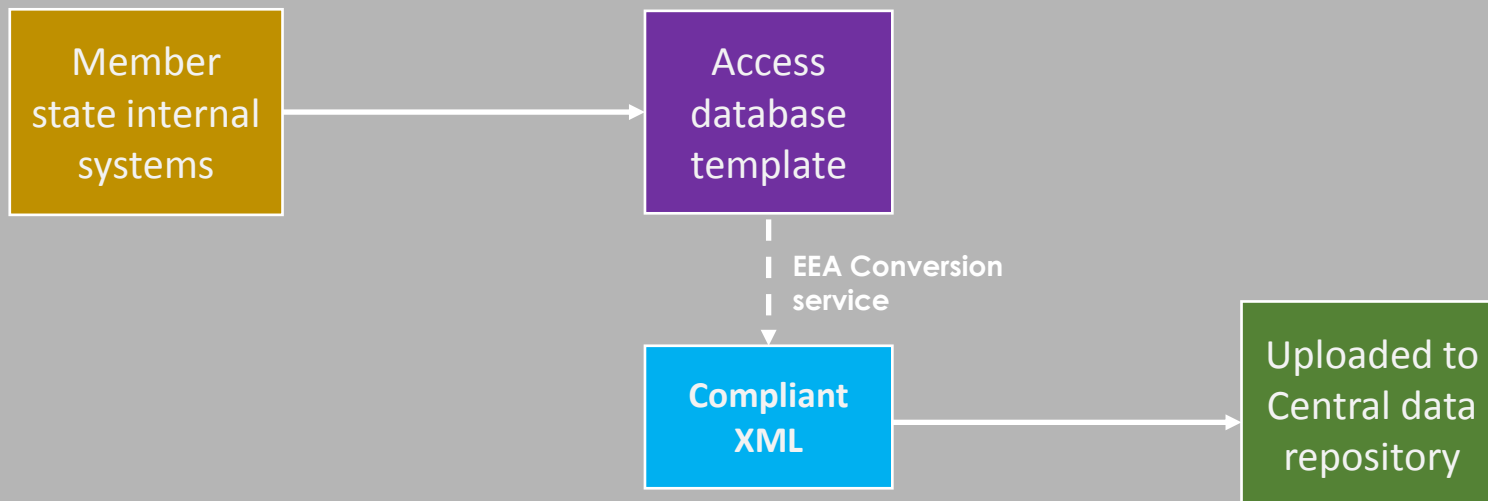 Member
state internal
systems
Access
database
template
EEA Conversion
service
Compliant
XML
Uploaded to
Central data
repository